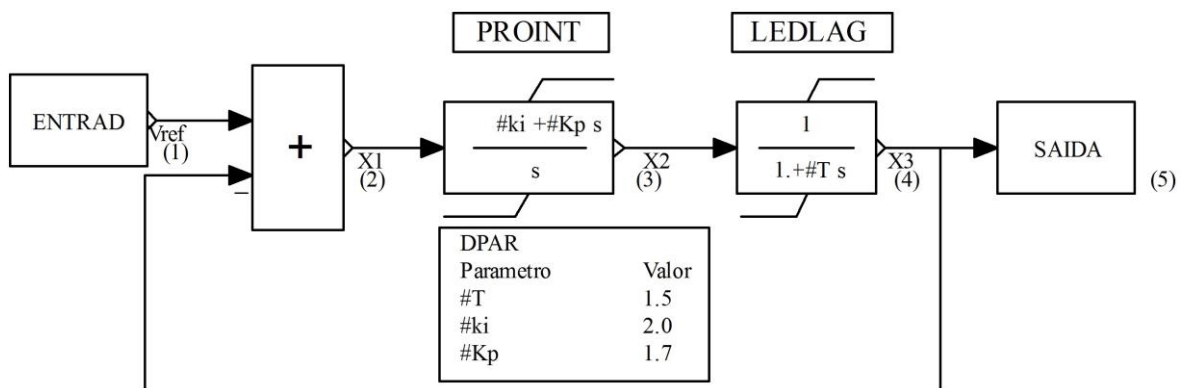 PROINT
LEDLAG
ENTRAD
Vref
(1)
+
−
X1
(2)
#ki +#Kp s
s
X2
(3)
1
1.+#T s
X3
(4)
SAIDA
(5)
DPAR
Parametro Valor
#T 1.5
#ki 2.0
#Kp 1.7